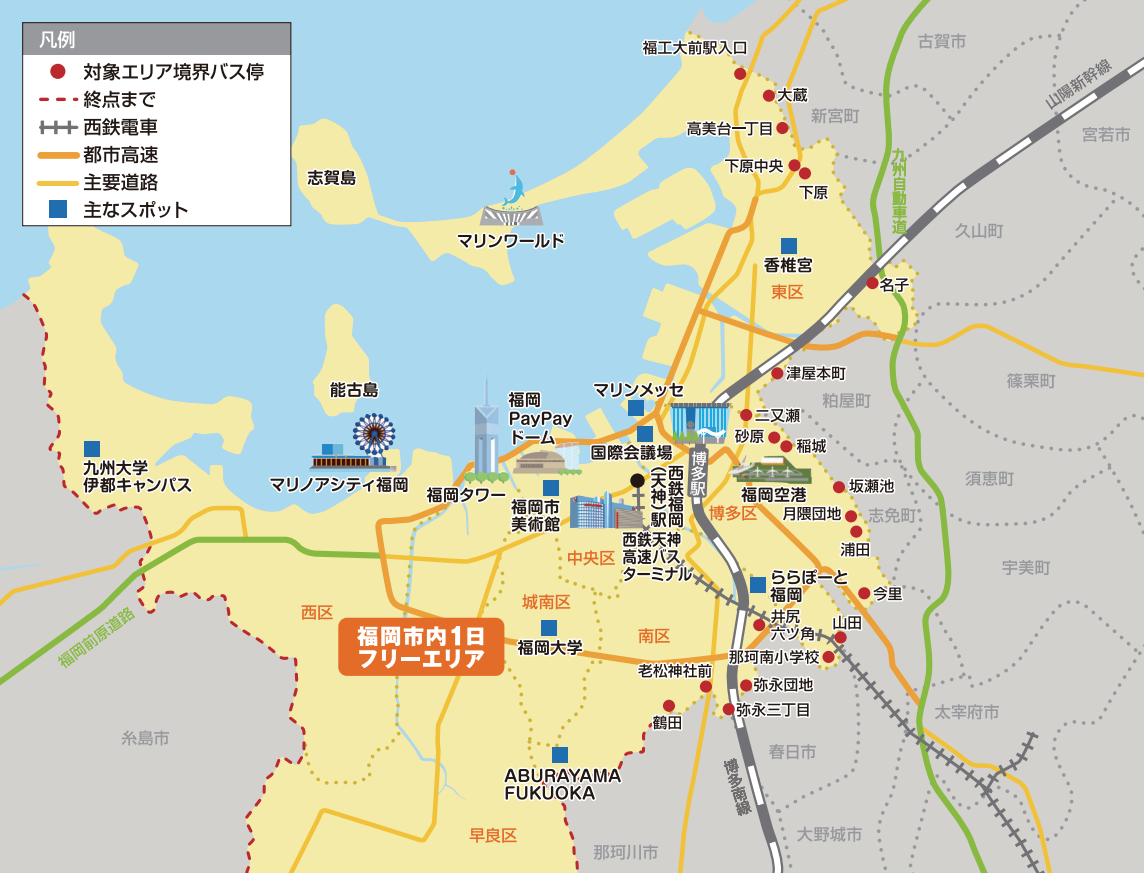 凡例
対象エリア境界バス停
終点まで
西鉄電車
都市高速
主要道路
主なスポット
福工大前駅入口
大蔵
高美台一丁目
下原中央
下原
新宮町
古賀市
山陽新幹線
宮若市
九州自動車道
久山町
志賀島
マリンワールド
香椎宮
東区
名子
津屋本町
篠栗町
粕屋町
能古島
福岡
PayPay
ドーム
マリンメッセ
国際会議場
二又瀬
砂原
稲城
博多駅
福岡空港
坂瀬池
須恵町
月隈団地
志免町
浦田
博多区
九州大学
伊都キャンパス
マリノアシティ福岡
福岡タワー
福岡市
美術館
西鉄福岡
(天神)駅
西鉄天神
高速バス
ターミナル
中央区
宇美町
ららぽーと
福岡
今里
井尻
六ツ角
山田
那珂南小学校
西区
城南区
南区
福岡大学
福岡市内1日
フリーエリア
福岡前原道路
老松神社前
弥永団地
弥永三丁目
鶴田
太宰府市
糸島市
春日市
ABURAYAMA
FUKUOKA
博多南線
早良区
那珂川市
大野城市